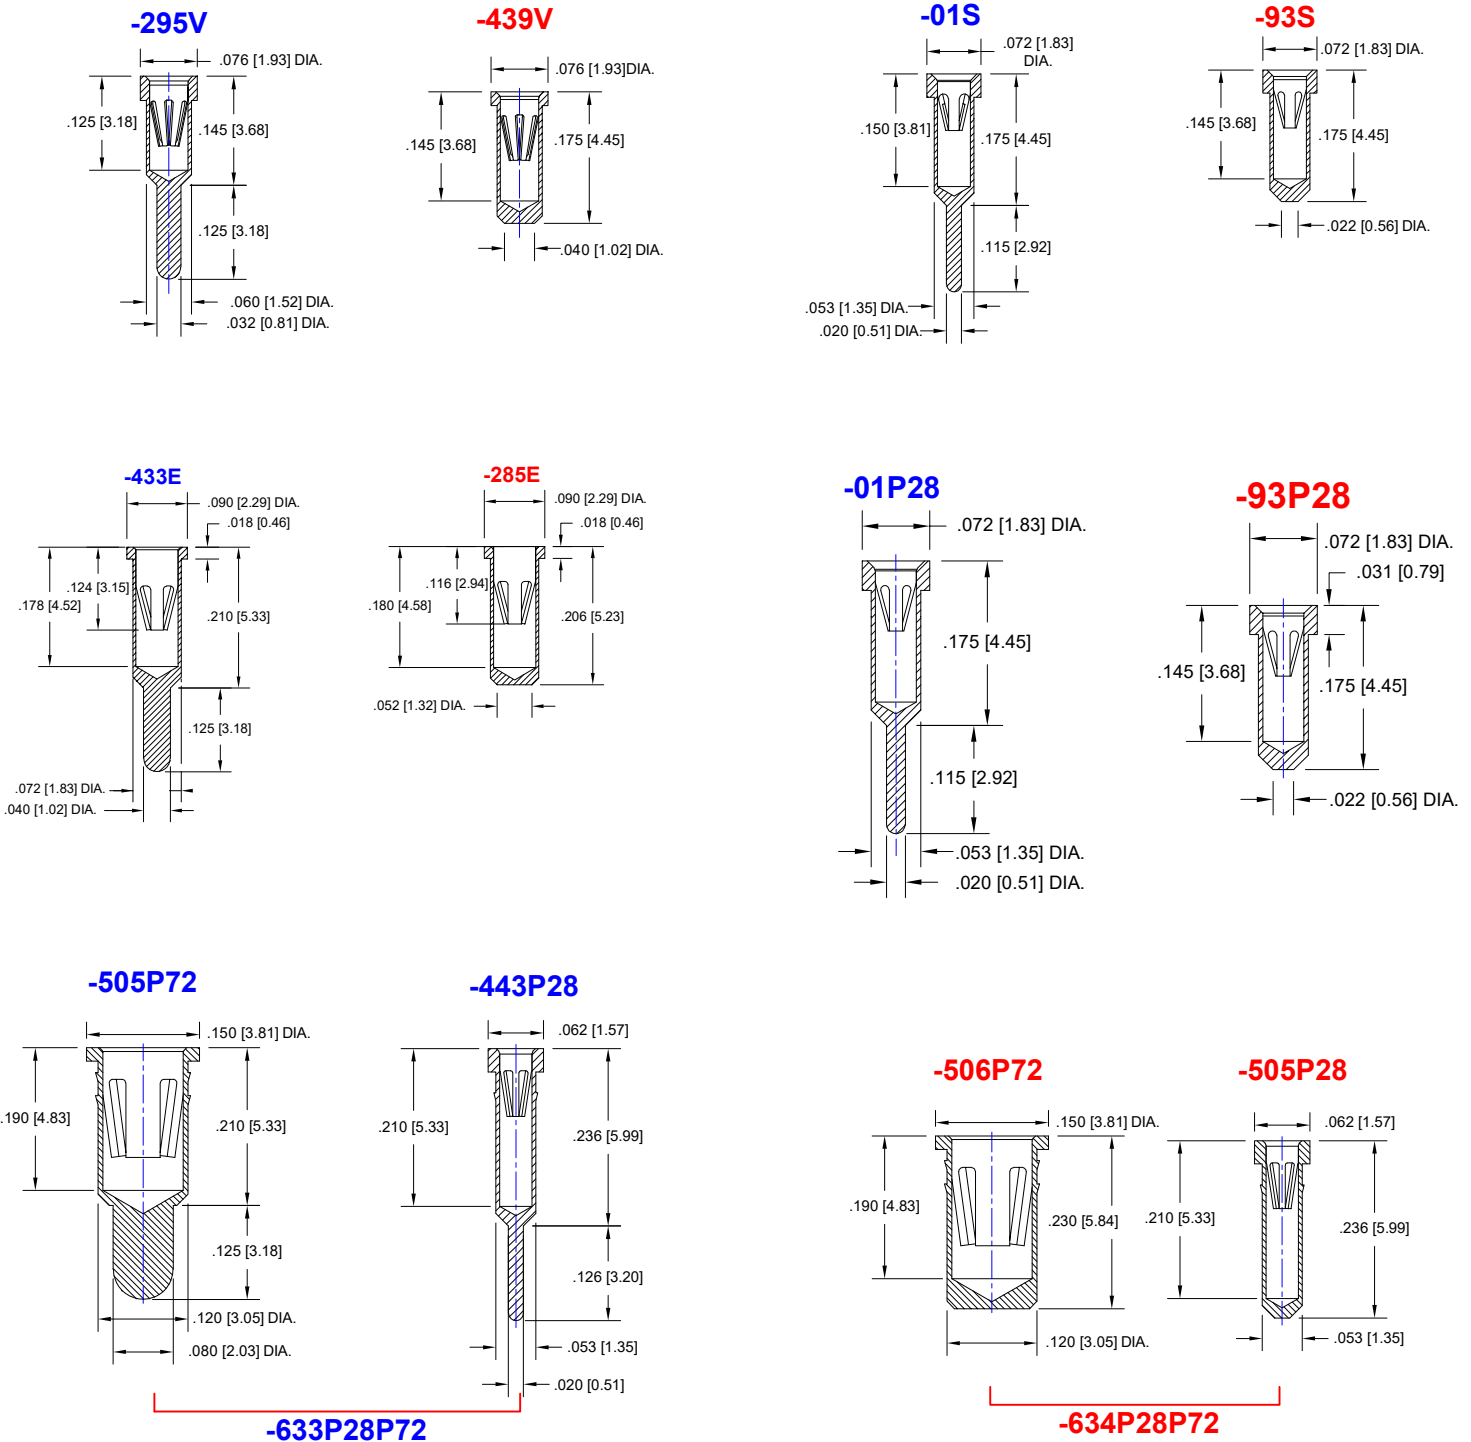 -295V
.076 [1.93] DIA.
.125 [3.18]
.145 [3.68]
.125 [3.18]
.060 [1.52] DIA.
.032 [0.81] DIA.
-439V
.076 [1.93]DIA.
.145 [3.68]
.175 [4.45]
.040 [1.02] DIA.
-01S
.072 [1.83]
DIA.
.150 [3.81]
.175 [4.45]
.115 [2.92]
.053 [1.35] DIA.
.020 [0.51] DIA.
-93S
.072 [1.83] DIA.
.145 [3.68]
.175 [4.45]
.022 [0.56] DIA.
-433E
.090 [2.29] DIA.
.018 [0.46]
.124 [3.15]
.178 [4.52]
.210 [5.33]
.125 [3.18]
.072 [1.83] DIA.
.040 [1.02] DIA.
-285E
.090 [2.29] DIA.
.018 [0.46]
.116 [2.94]
.180 [4.58]
.206 [5.23]
.052 [1.32] DIA.
-01P28
.072 [1.83] DIA.
.175 [4.45]
.115 [2.92]
.053 [1.35] DIA.
.020 [0.51] DIA.
-93P28
.072 [1.83] DIA.
.031 [0.79]
.145 [3.68]
.175 [4.45]
.022 [0.56] DIA.
-505P72
.150 [3.81] DIA.
.190 [4.83]
.210 [5.33]
.125 [3.18]
.120 [3.05] DIA.
.080 [2.03] DIA.
-443P28
.062 [1.57]
.210 [5.33]
.236 [5.99]
.126 [3.20]
.053 [1.35]
.020 [0.51]
-633P28P72
-506P72
.150 [3.81] DIA.
.190 [4.83]
.230 [5.84]
.120 [3.05] DIA.
-505P28
.062 [1.57]
.210 [5.33]
.236 [5.99]
.053 [1.35]
-634P28P72